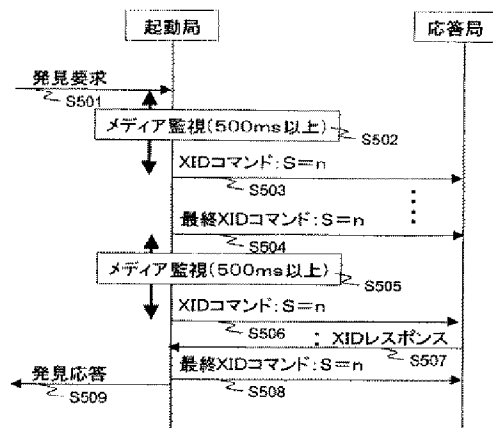 起動局
応答局
発見要求
S501
メディア監視(500ms以上)
S502
XIDコマンド:S=n
S503
最終XIDコマンド:S=n
S504
メディア監視(500ms以上)
S505
XIDコマンド:S=n
S506
XIDレスポンス
S507
発見応答
最終XIDコマンド:S=n
S508
S509